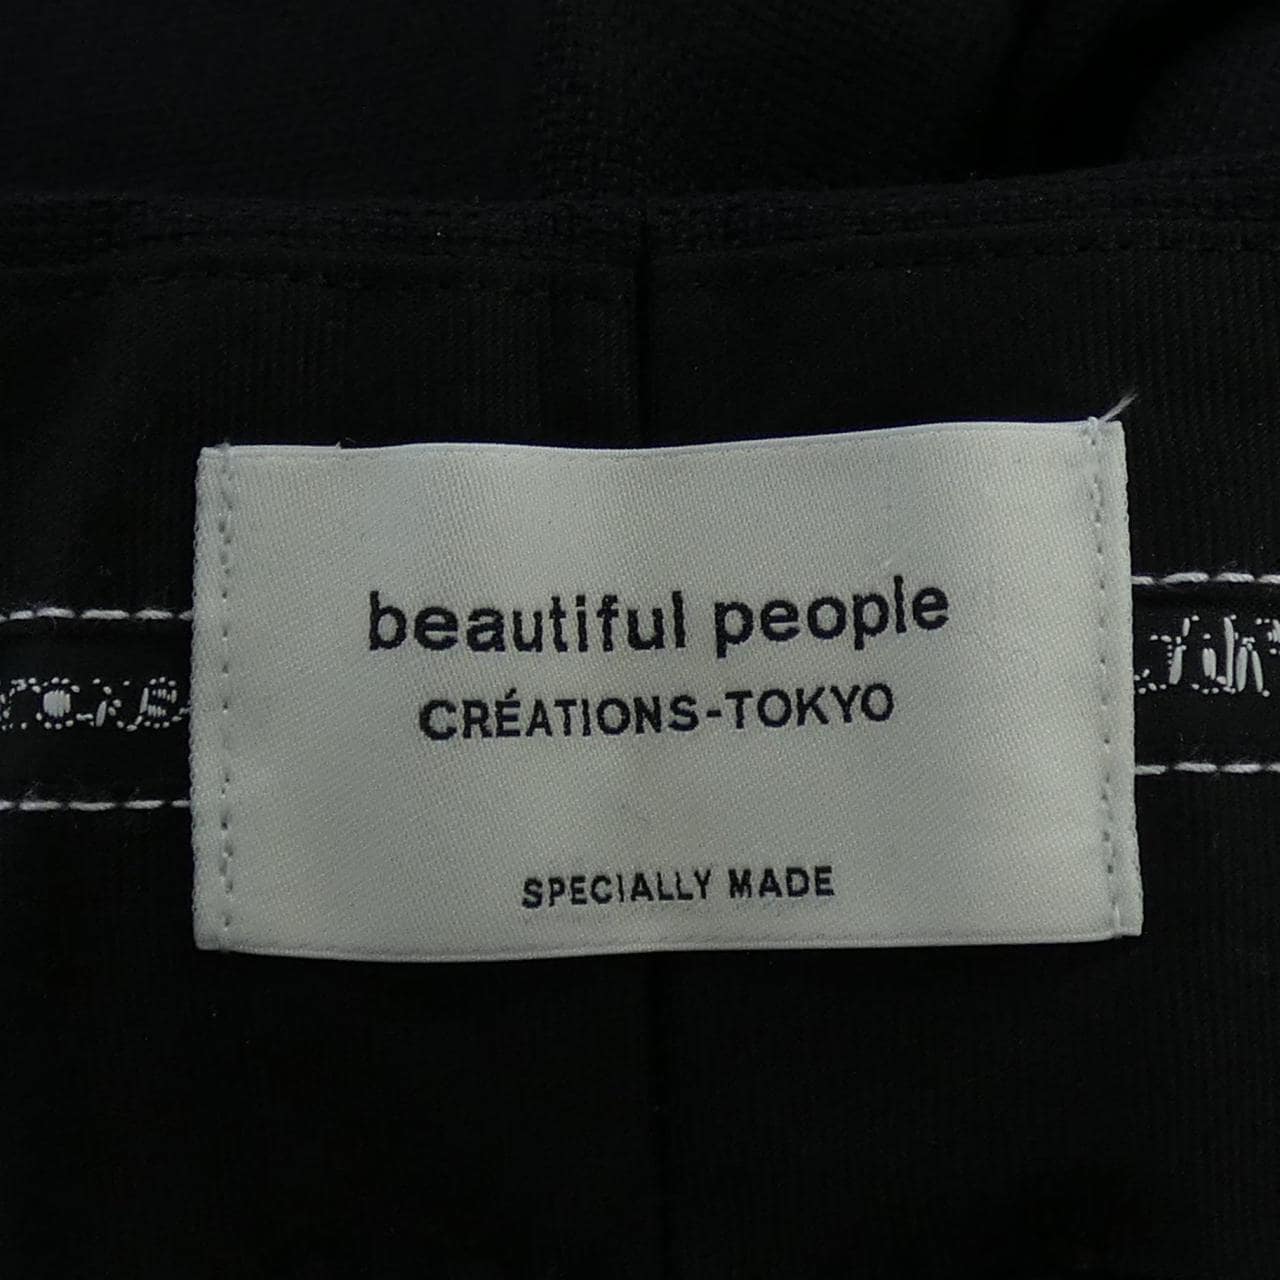 beautiful people
CRÉATIONS-TOKYO
SPECIALLY MADE